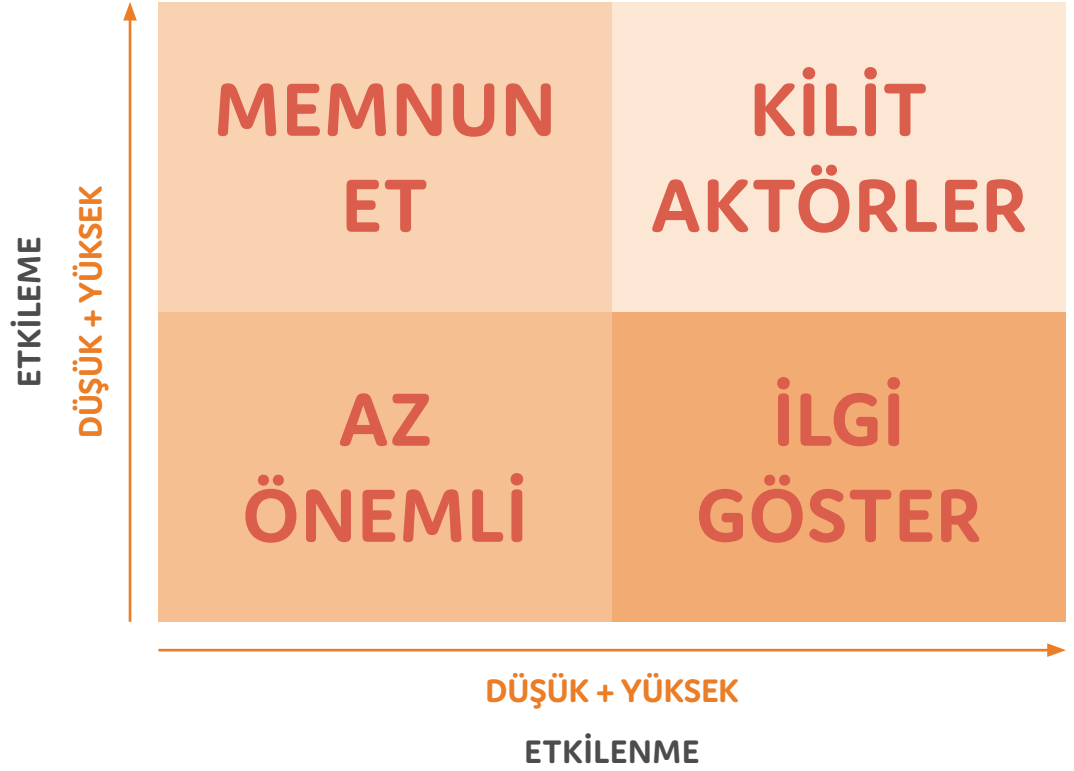 MEMNUN
ET
KİLİT
AKTÖRLER
ETKİLEME
DÜŞÜK + YÜKSEK
AZ
ÖNEMLİ
İLGİ
GÖSTER
DÜŞÜK + YÜKSEK
ETKİLENME